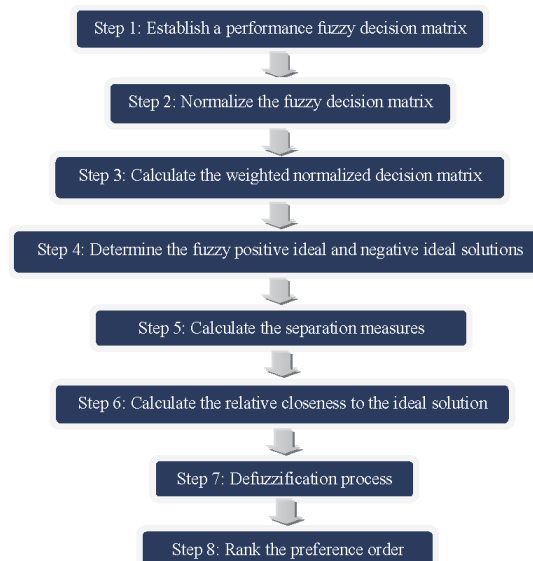 Step 1: Establish a performance fuzzy decision matrix
Step 2: Normalize the fuzzy decision matrix
Step 3: Calculate the weighted normalized decision matrix
Step 4: Determine the fuzzy positive ideal and negative ideal solutions
Step 5: Calculate the separation measures
Step 6: Calculate the relative closeness to the ideal solution
Step 7: Defuzzification process
Step 8: Rank the preference order